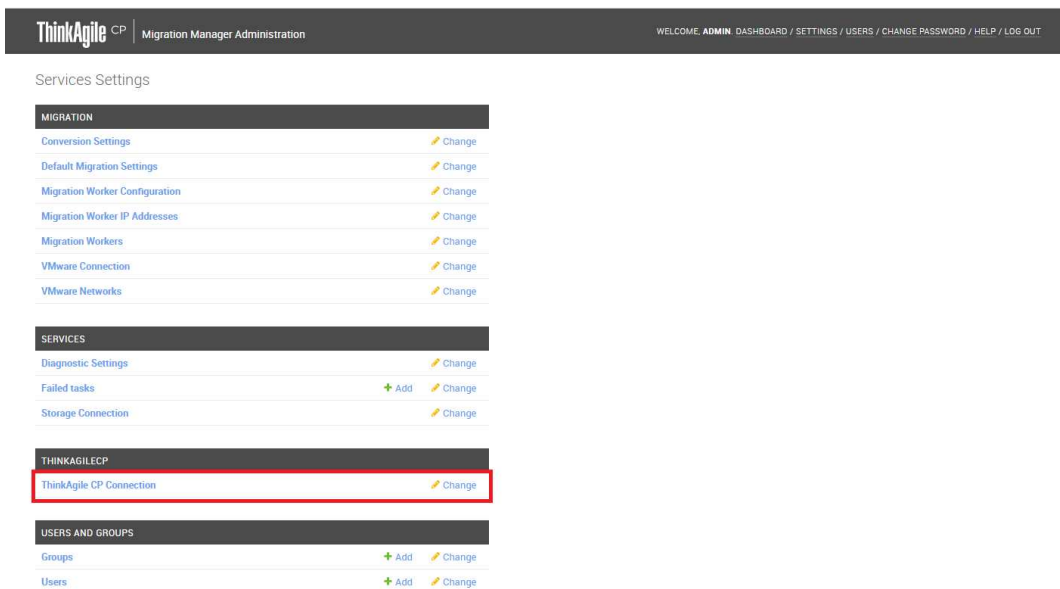 ThinkAgile CP | Migration Manager Administration
WELCOME, ADMIN. DASHBOARD / SETTINGS / USERS / CHANGE PASSWORD / HELP / LOG OUT
Services Settings
MIGRATION
Conversion Settings Change
Default Migration Settings Change
Migration Worker Configuration Change
Migration Worker IP Addresses Change
Migration Workers Change
VMware Connection Change
VMware Networks Change
SERVICES
Diagnostic Settings Change
Failed tasks Add Change
Storage Connection Change
THINKAGILECP
ThinkAgile CP Connection Change
USERS AND GROUPS
Groups Add Change
Users Add Change